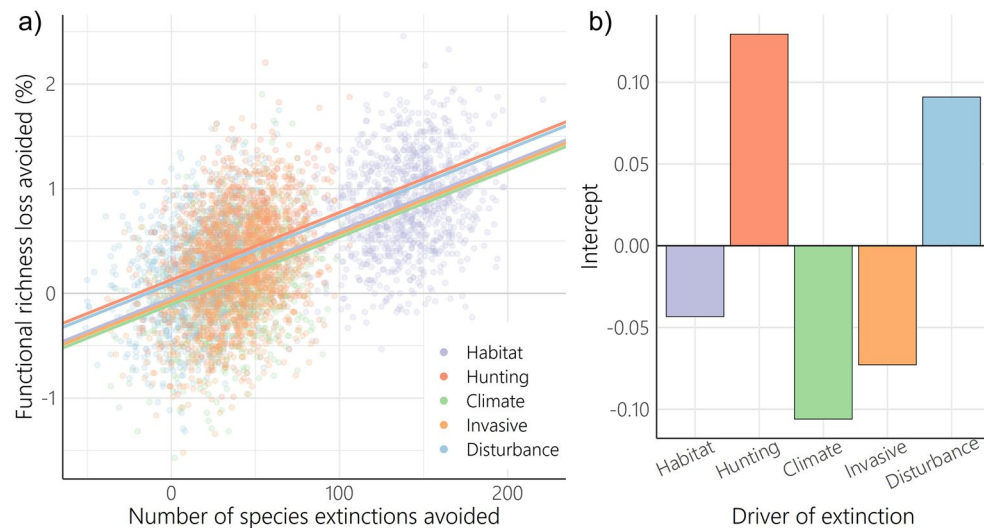 a)
Functional richness loss avoided (%)
2
1
0
-1
0
100
200
Number of species extinctions avoided
Habitat
Hunting
Climate
Invasive
Disturbance
b)
Intercept
0.10
0.05
0.00
-0.05
-0.10
Habitat
Hunting
Climate
Invasive
Disturbance
Driver of extinction